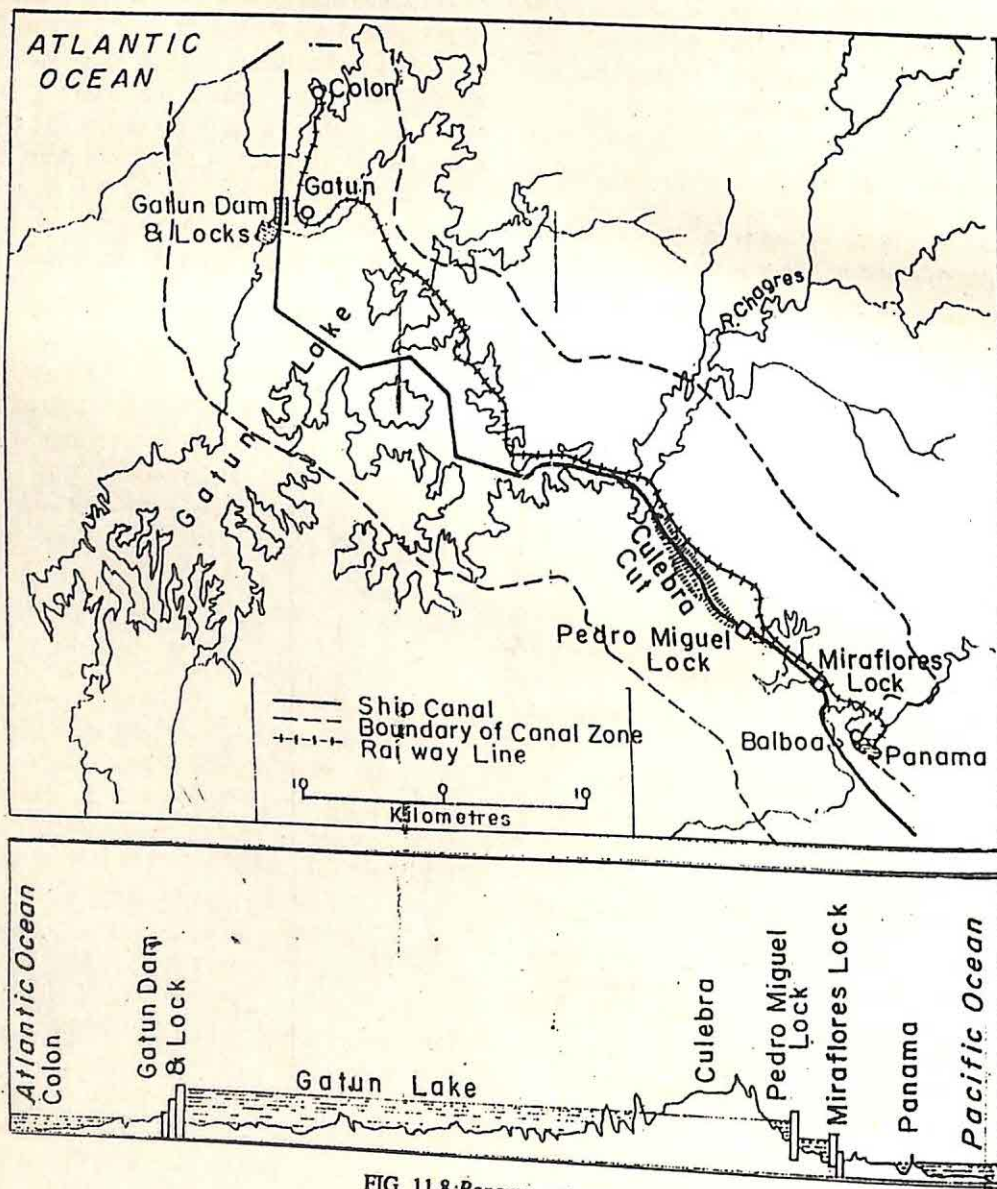 ATLANTIC
OCEAN
Colon
Gatun
Gatun Dam
& Locks
R. Chagres
Gatun Lake
Culebra
Cut
Pedro Miguel
Lock
Miraflores
Lock
Balboa
Panama
Ship Canal
Boundary of Canal Zone
Rai way Line
10 0 10
Kilometres
Atlantic Ocean
Colon
Gatun Dam
& Lock
Gatun Lake
Culebra
Pedro Miguel
Lock
Miraflores Lock
Panama
Pacific Ocean
FIG. 11.8: